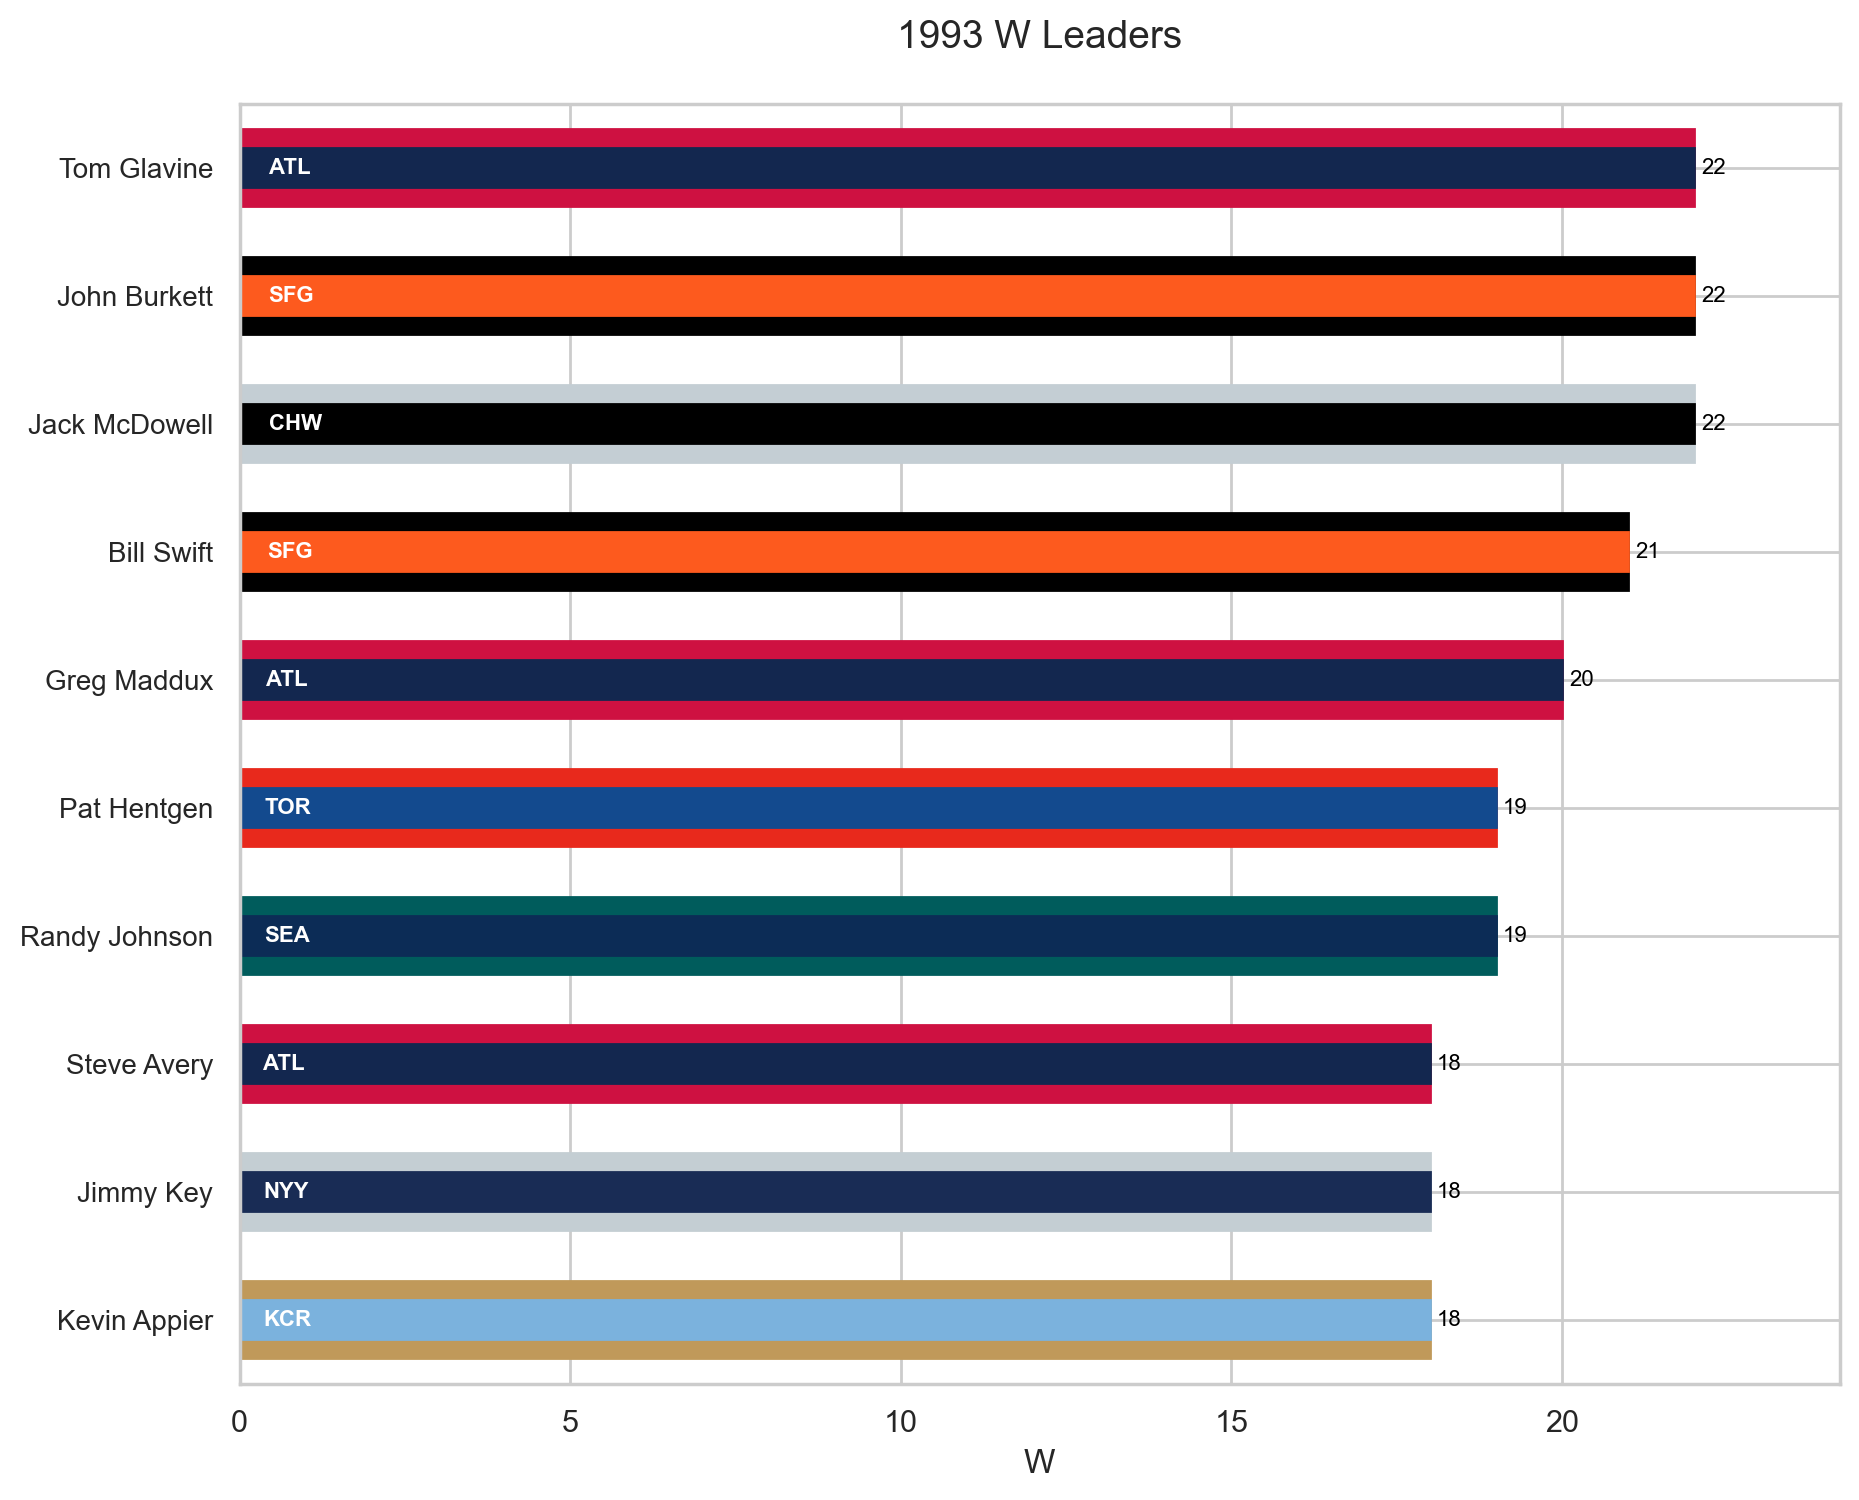 1993 W Leaders
Tom Glavine ATL 22
John Burkett SFG 22
Jack McDowell CHW 22
Bill Swift SFG 21
Greg Maddux ATL 20
Pat Hentgen TOR 19
Randy Johnson SEA 19
Steve Avery ATL 18
Jimmy Key NYY 18
Kevin Appier KCR 18
0 5 10 15 20
W